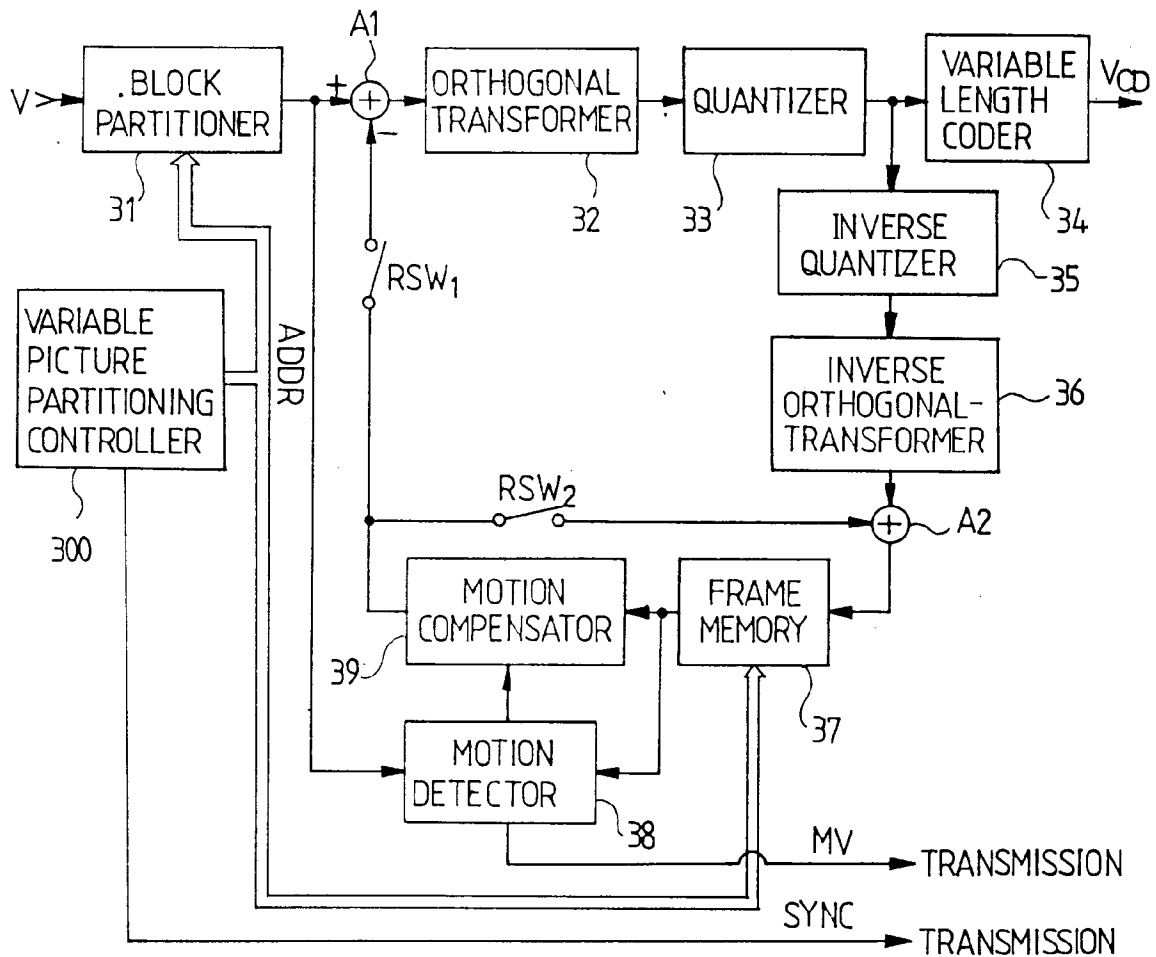 A1
V
.BLOCK
PARTITIONER
+
+
-
ORTHOGONAL
TRANSFORMER
QUANTIZER
VARIABLE
LENGTH
CODER
VCD
31
32
33
34
INVERSE
QUANTIZER
35
RSW1
VARIABLE
PICTURE
PARTITIONING
CONTROLLER
ADDR
INVERSE
ORTHOGONAL-
TRANSFORMER
36
300
RSW2
+
A2
MOTION
COMPENSATOR
39
FRAME
MEMORY
37
MOTION
DETECTOR
38
MV
TRANSMISSION
SYNC
TRANSMISSION